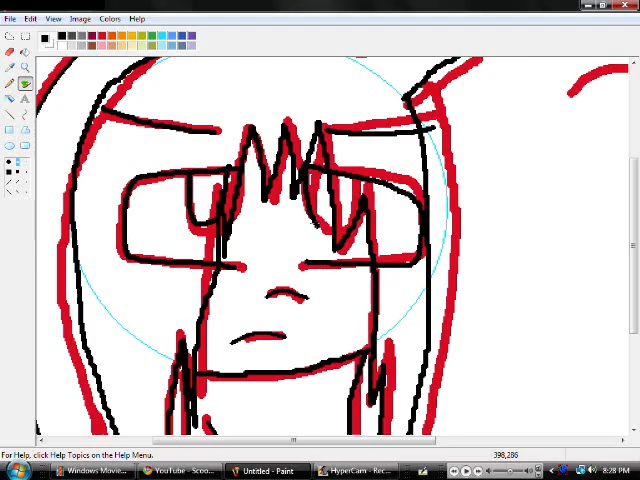 File Edit View Image Colors Help
For Help, click Help Topics on the Help Menu.
398,286
Windows Movie...
YouTube - Scoo...
Untitled - Paint
HyperCam - Rec...
8:28 PM